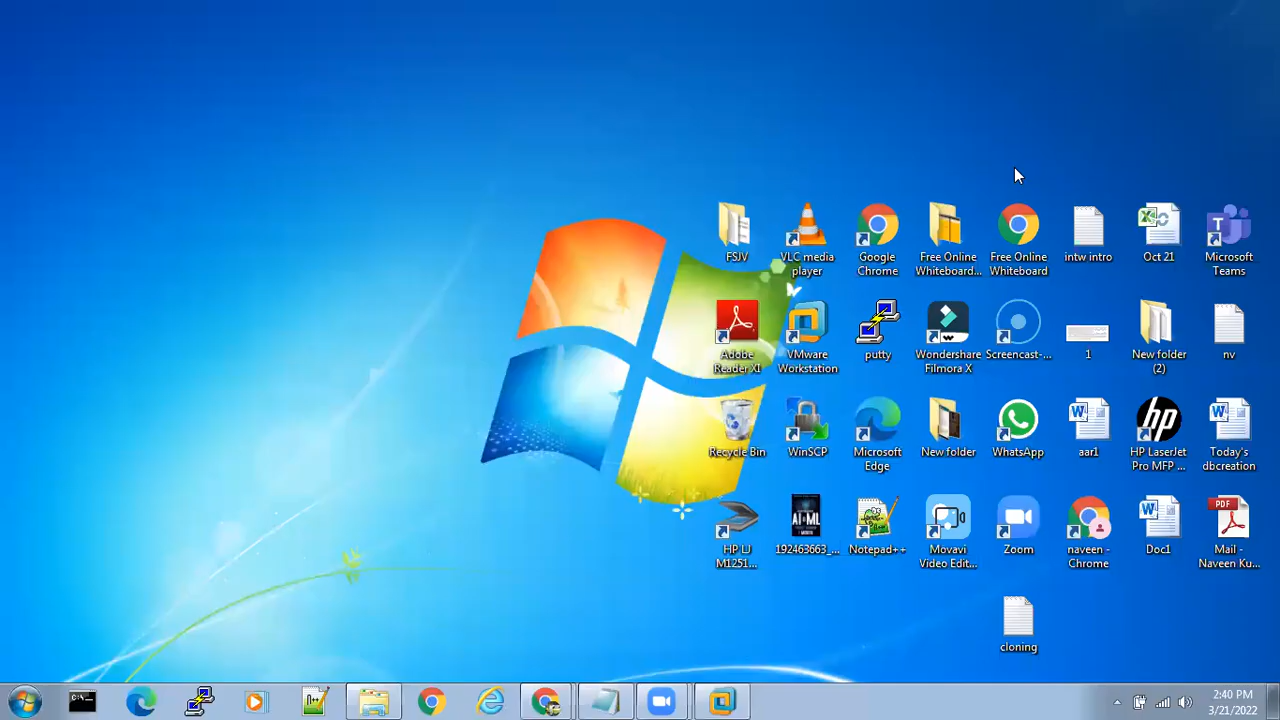 FSJV
VLC media
player
Google
Chrome
Free Online
Whiteboard...
Free Online
Whiteboard
intw intro
Oct 21
Microsoft
Teams
Adobe
Reader XI
VMware
Workstation
putty
Wondershare
Filmora X
Screencast-...
1
New folder
(2)
nv
Recycle Bin
WinSCP
Microsoft
Edge
New folder
WhatsApp
aar1
HP LaserJet
Pro MFP ...
Today's
dbcreation
HP LJ
M1251...
AI&ML
192463663_...
Notepad++
Movavi
Video Edit...
Zoom
naveen -
Chrome
Doc1
PDF
Mail -
Naveen Ku...
cloning
2:40 PM
3/21/2022